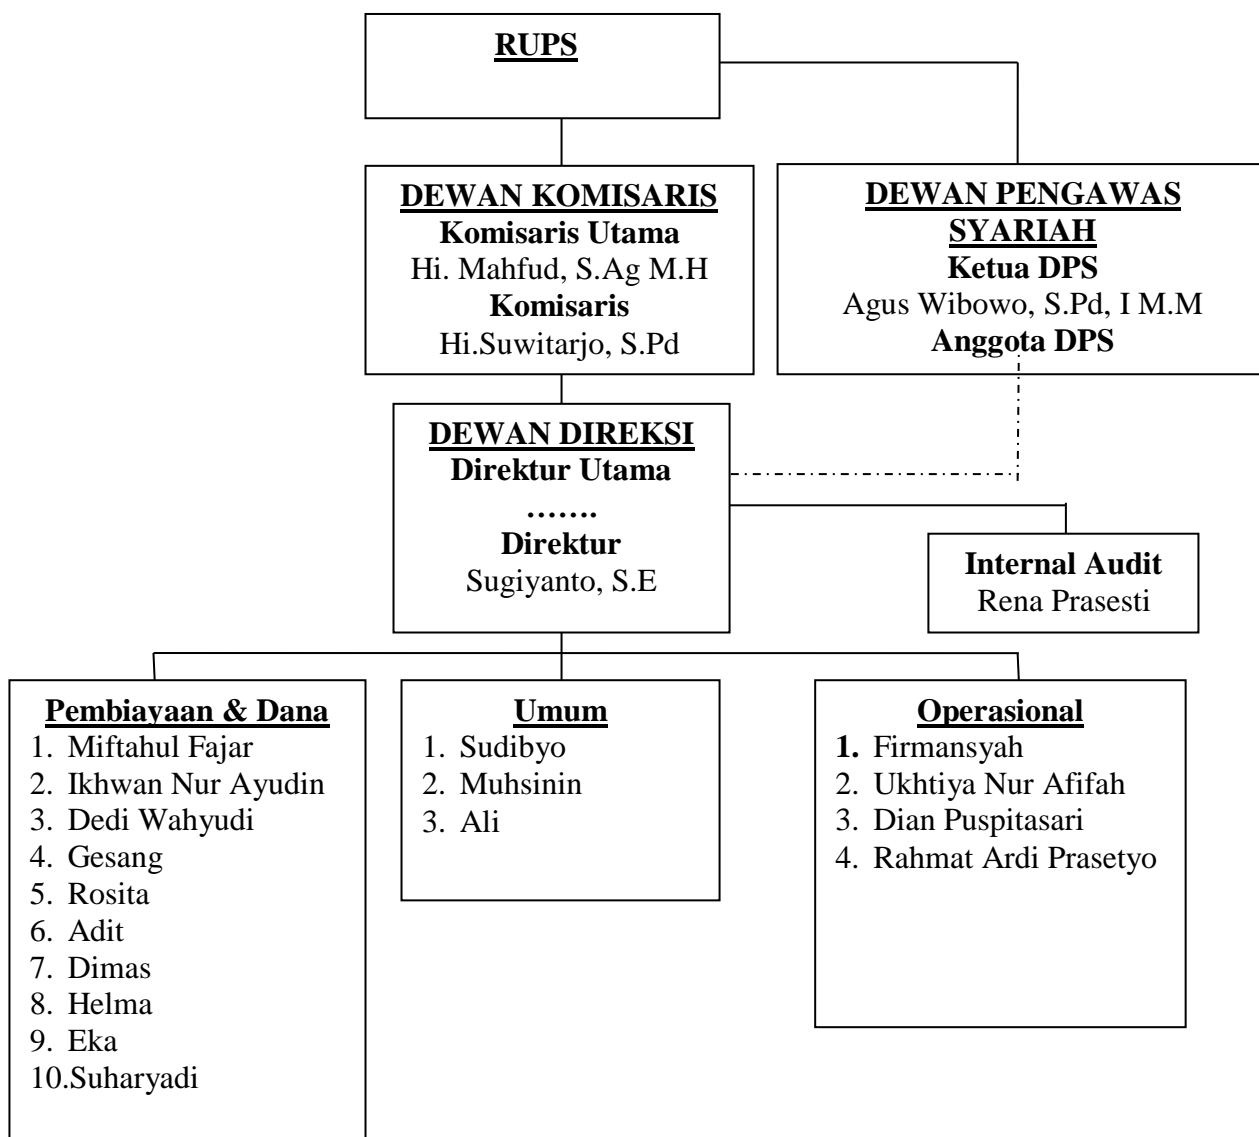 RUPS
DEWAN KOMISARIS
Komisaris Utama
Hi. Mahfud, S.Ag M.H
Komisaris
Hi.Suwitarjo, S.Pd
DEWAN PENGAWAS
SYARIAH
Ketua DPS
Agus Wibowo, S.Pd, I M.M
Anggota DPS
DEWAN DIREKSI
Direktur Utama
…….
Direktur
Sugiyanto, S.E
Internal Audit
Rena Prasesti
Pembiayaan & Dana
1. Miftahul Fajar
2. Ikhwan Nur Ayudin
3. Dedi Wahyudi
4. Gesang
5. Rosita
6. Adit
7. Dimas
8. Helma
9. Eka
10.Suharyadi
Umum
1. Sudibyo
2. Muhsinin
3. Ali
Operasional
1. Firmansyah
2. Ukhtiya Nur Afifah
3. Dian Puspitasari
4. Rahmat Ardi Prasetyo